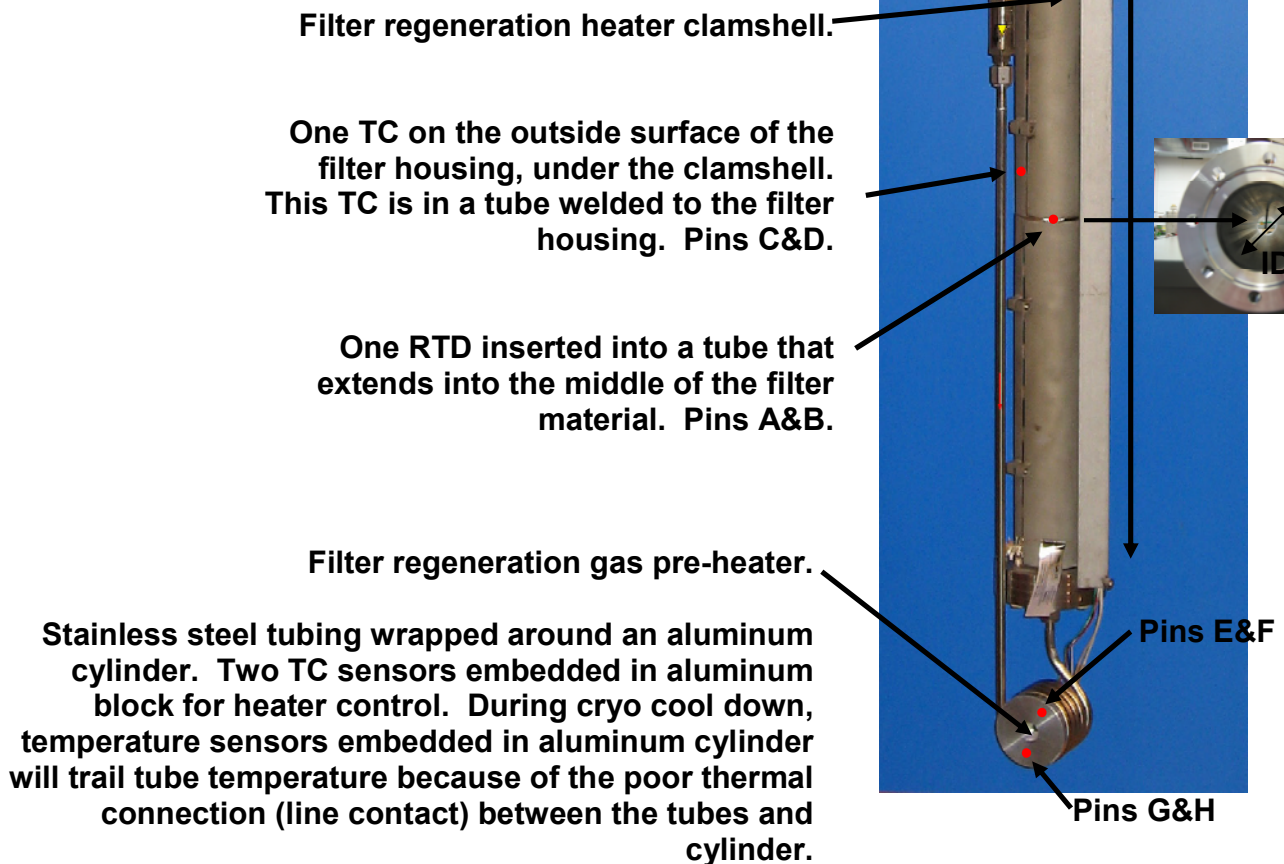 Filter regeneration heater clamshell.
One TC on the outside surface of the
filter housing, under the clamshell.
This TC is in a tube welded to the filter
housing.  Pins C&D.
ID
One RTD inserted into a tube that
extends into the middle of the filter
material.  Pins A&B.
Filter regeneration gas pre-heater.
Pins E&F
Stainless steel tubing wrapped around an aluminum
cylinder.  Two TC sensors embedded in aluminum
block for heater control.  During cryo cool down,
temperature sensors embedded in aluminum cylinder
will trail tube temperature because of the poor thermal
connection (line contact) between the tubes and
cylinder.
Pins G&H